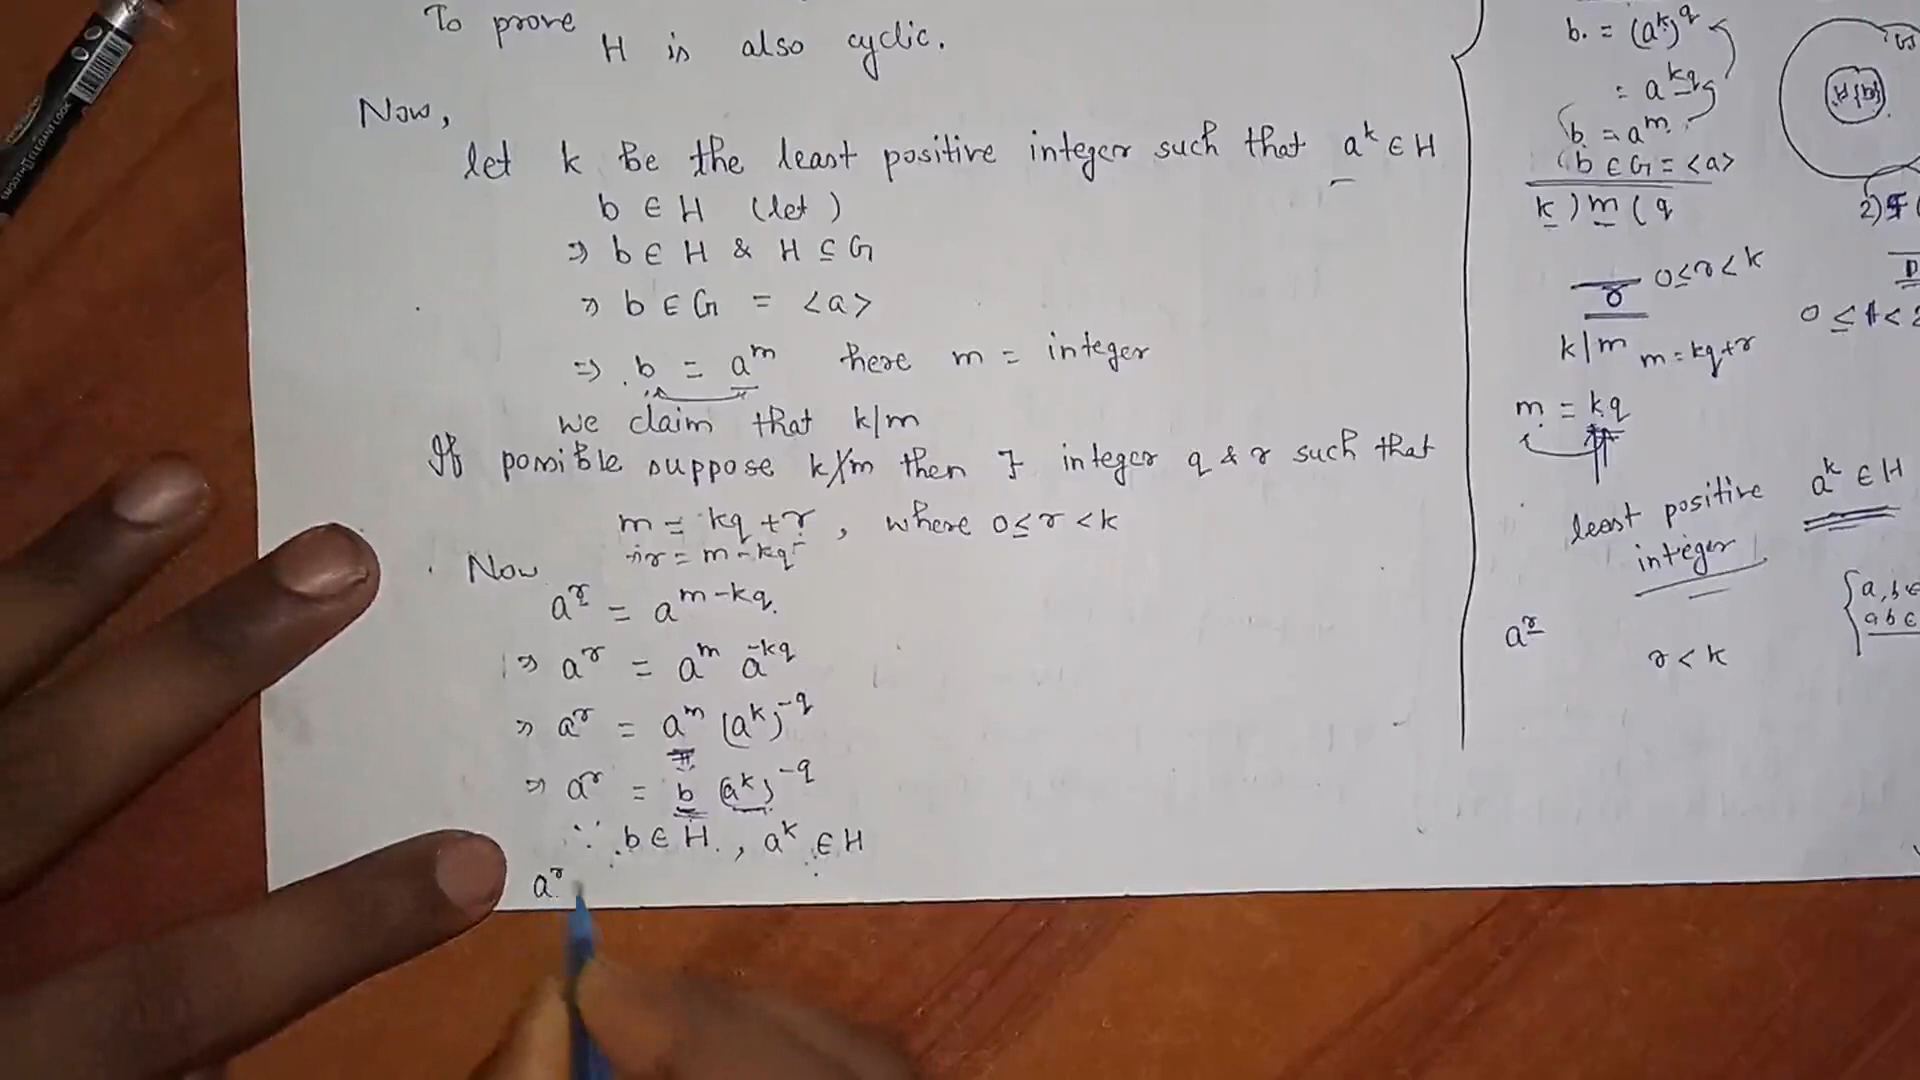 To prove H is also cyclic.
Now,
let k be the least positive integer such that a^k ∈ H
b ∈ H (let)
⇒ b ∈ H & H ⊆ G
⇒ b ∈ G = <a>
⇒ b = a^m here m = integer
we claim that k/m
If possible suppose k∤m then ∃ integer q & r such that
m = kq + r, where 0≤r<k
⇒ r = m - kq
Now
a^r = a^{m-kq}.
⇒ a^r = a^m a^{-kq}
⇒ a^r = a^m (a^k)^{-q}
⇒ a^r = b (a^k)^{-q}
∵ b ∈ H, a^k ∈ H
a^r
b = (a^k)^q
= a^{kq}
b = a^m
b ∈ G = <a>
k ) m ( q
r 0≤r<k
k/m m = kq+r
m = k.q
least positive integer
a^k ∈ H
a^r
r < k
a, b ∈
ab ∈